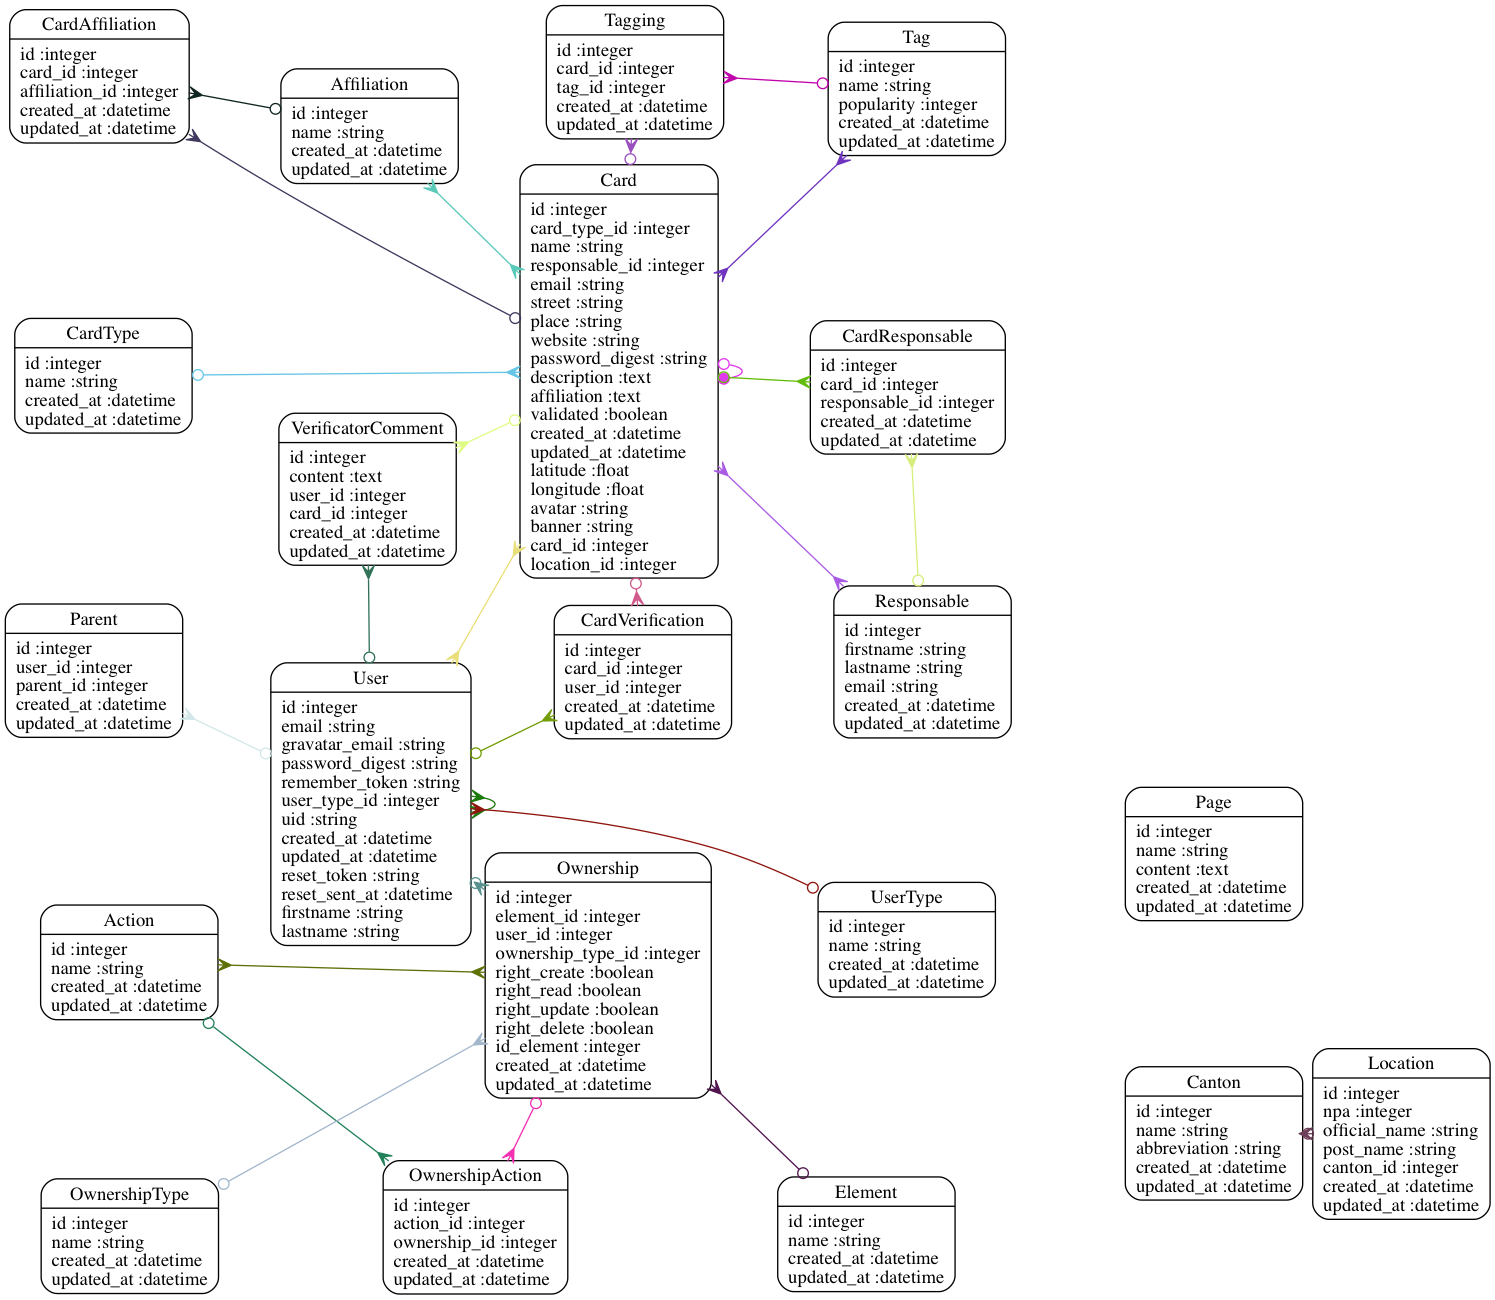 CardAffiliation
id :integer
card_id :integer
affiliation_id :integer
created_at :datetime
updated_at :datetime
Affiliation
id :integer
name :string
created_at :datetime
updated_at :datetime
Tagging
id :integer
card_id :integer
tag_id :integer
created_at :datetime
updated_at :datetime
Tag
id :integer
name :string
popularity :integer
created_at :datetime
updated_at :datetime
Card
id :integer
card_type_id :integer
name :string
responsable_id :integer
email :string
street :string
place :string
website :string
password_digest :string
description :text
affiliation :text
validated :boolean
created_at :datetime
updated_at :datetime
latitude :float
longitude :float
avatar :string
banner :string
card_id :integer
location_id :integer
CardType
id :integer
name :string
created_at :datetime
updated_at :datetime
CardResponsable
id :integer
card_id :integer
responsable_id :integer
created_at :datetime
updated_at :datetime
VerificatorComment
id :integer
content :text
user_id :integer
card_id :integer
created_at :datetime
updated_at :datetime
Responsable
id :integer
firstname :string
lastname :string
email :string
created_at :datetime
updated_at :datetime
Parent
id :integer
user_id :integer
parent_id :integer
created_at :datetime
updated_at :datetime
CardVerification
id :integer
card_id :integer
user_id :integer
created_at :datetime
updated_at :datetime
User
id :integer
email :string
gravatar_email :string
password_digest :string
remember_token :string
user_type_id :integer
uid :string
created_at :datetime
updated_at :datetime
reset_token :string
reset_sent_at :datetime
firstname :string
lastname :string
Page
id :integer
name :string
content :text
created_at :datetime
updated_at :datetime
Ownership
id :integer
element_id :integer
user_id :integer
ownership_type_id :integer
right_create :boolean
right_read :boolean
right_update :boolean
right_delete :boolean
id_element :integer
created_at :datetime
updated_at :datetime
UserType
id :integer
name :string
created_at :datetime
updated_at :datetime
Action
id :integer
name :string
created_at :datetime
updated_at :datetime
Canton
id :integer
name :string
abbreviation :string
created_at :datetime
updated_at :datetime
Location
id :integer
npa :integer
official_name :string
post_name :string
canton_id :integer
created_at :datetime
updated_at :datetime
OwnershipType
id :integer
name :string
created_at :datetime
updated_at :datetime
OwnershipAction
id :integer
action_id :integer
ownership_id :integer
created_at :datetime
updated_at :datetime
Element
id :integer
name :string
created_at :datetime
updated_at :datetime